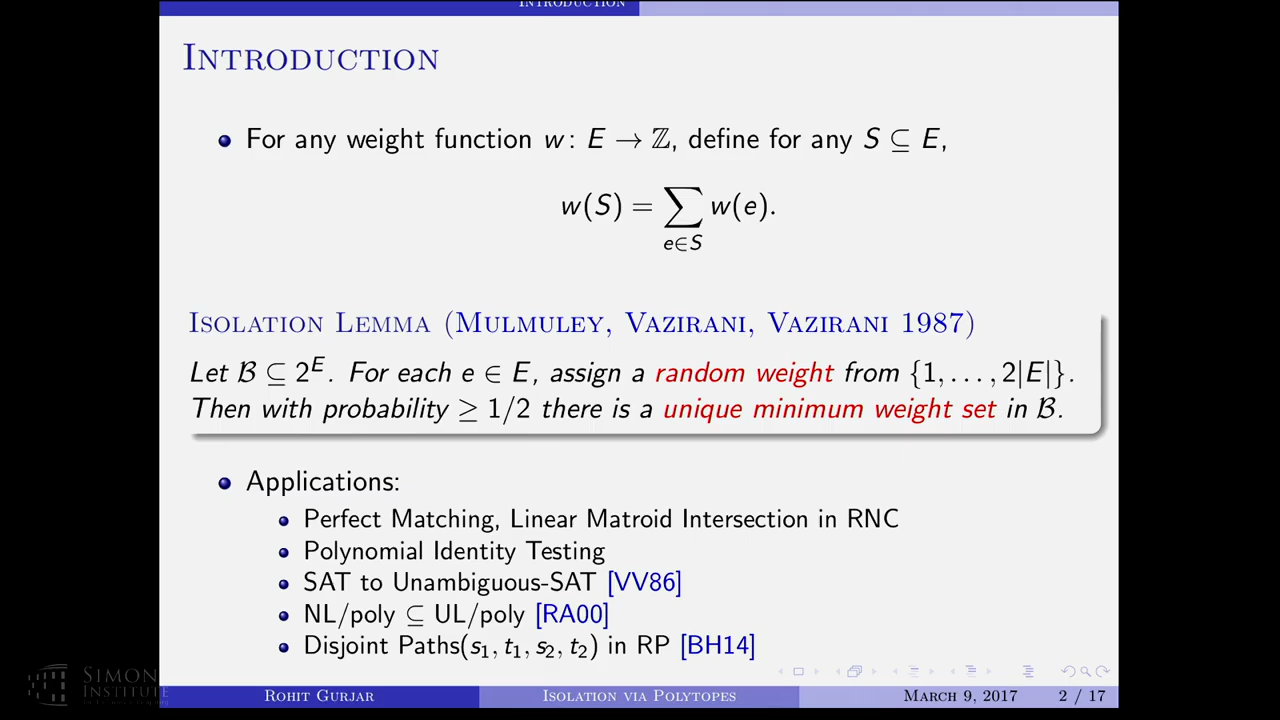 INTRODUCTION
INTRODUCTION
For any weight function w: E → ℤ, define for any S ⊆ E,
w(S) = ∑ w(e).
e∈S
ISOLATION LEMMA (MULMULEY, VAZIRANI, VAZIRANI 1987)
Let ℬ ⊆ 2^E. For each e ∈ E, assign a random weight from {1, . . . , 2|E|}.
Then with probability ≥ 1/2 there is a unique minimum weight set in ℬ.
Applications:
Perfect Matching, Linear Matroid Intersection in RNC
Polynomial Identity Testing
SAT to Unambiguous-SAT [VV86]
NL/poly ⊆ UL/poly [RA00]
Disjoint Paths(s₁, t₁, s₂, t₂) in RP [BH14]
SIMON
INSTITUTE
ROHIT GURJAR ISOLATION VIA POLYTOPES MARCH 9, 2017 2 / 17